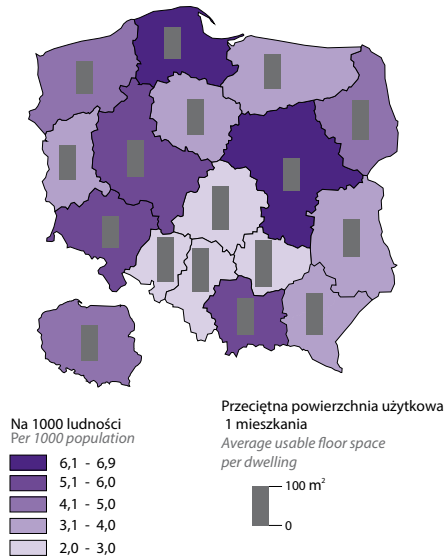 Na 1000 ludności
Per 1000 population
6,1 - 6,9
5,1 - 6,0
4,1 - 5,0
3,1 - 4,0
2,0 - 3,0
Przeciętna powierzchnia użytkowa
1 mieszkania
Average usable floor space
per dwelling
100 m²
0